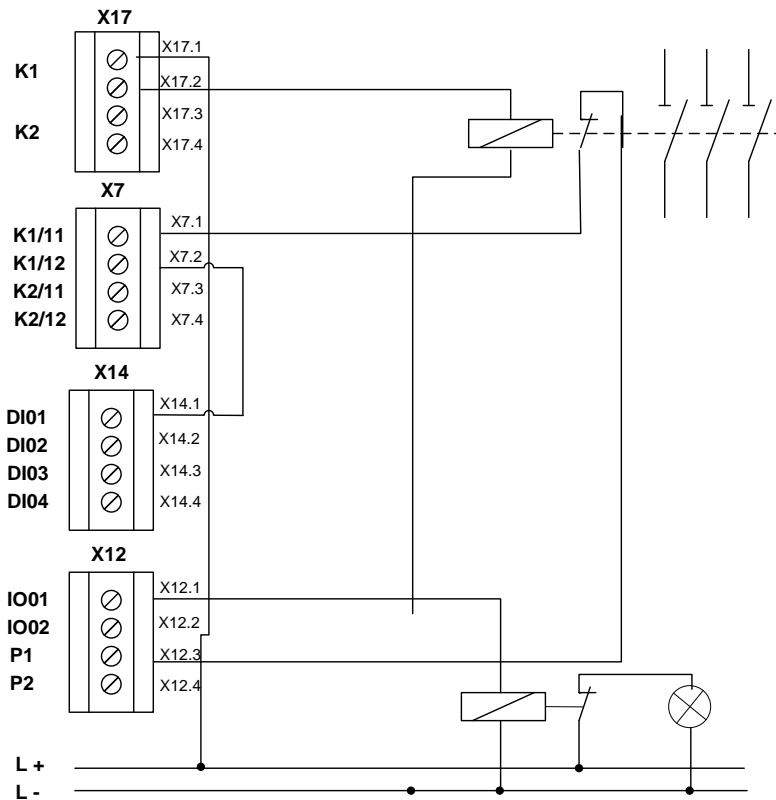 X17
K1
K2
X17.1
X17.2
X17.3
X17.4
X7
K1/11
K1/12
K2/11
K2/12
X7.1
X7.2
X7.3
X7.4
X14
DI01
DI02
DI03
DI04
X14.1
X14.2
X14.3
X14.4
X12
IO01
IO02
P1
P2
X12.1
X12.2
X12.3
X12.4
L +
L -